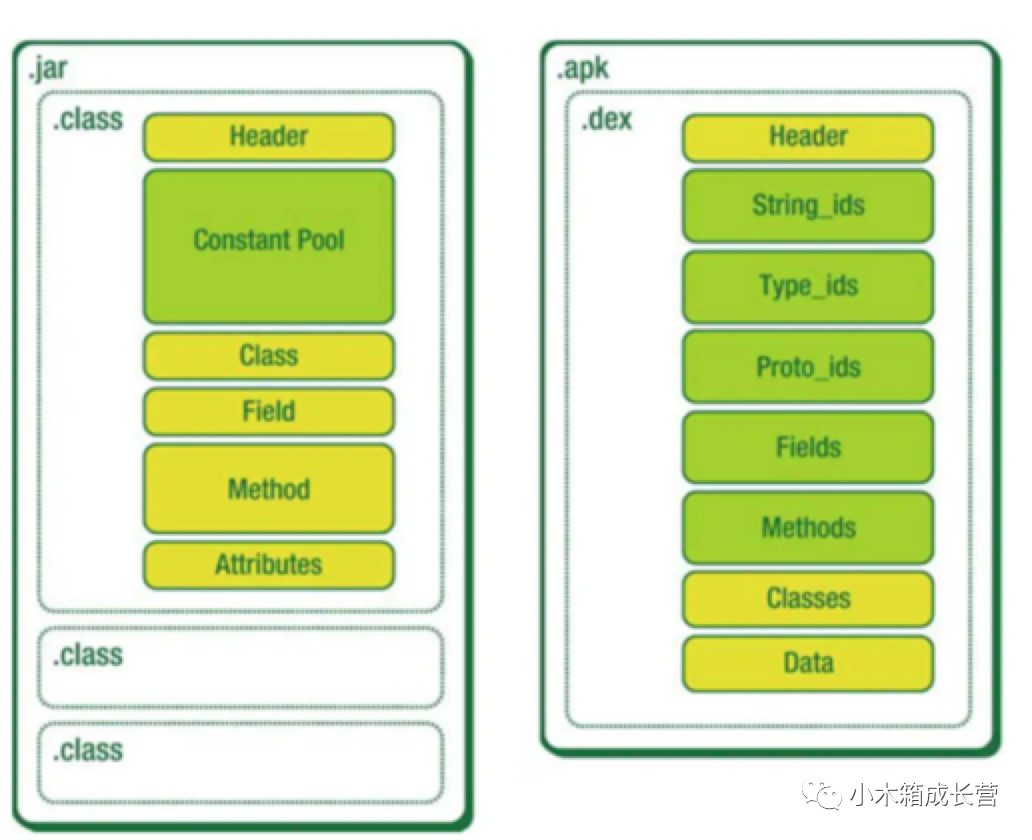 .jar
.class
Header
Constant Pool
Class
Field
Method
Attributes
.class
.class
.apk
.dex
Header
String_ids
Type_ids
Proto_ids
Fields
Methods
Classes
Data
小木箱成长营